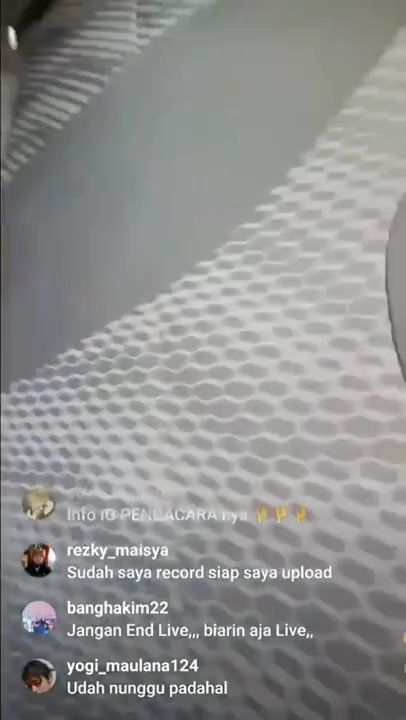 Info IG PENGACARA nya 👇👇👇
rezky_maisya
Sudah saya record siap saya upload
banghakim22
Jangan End Live,,, biarin aja Live,,
yogi_maulana124
Udah nunggu padahal